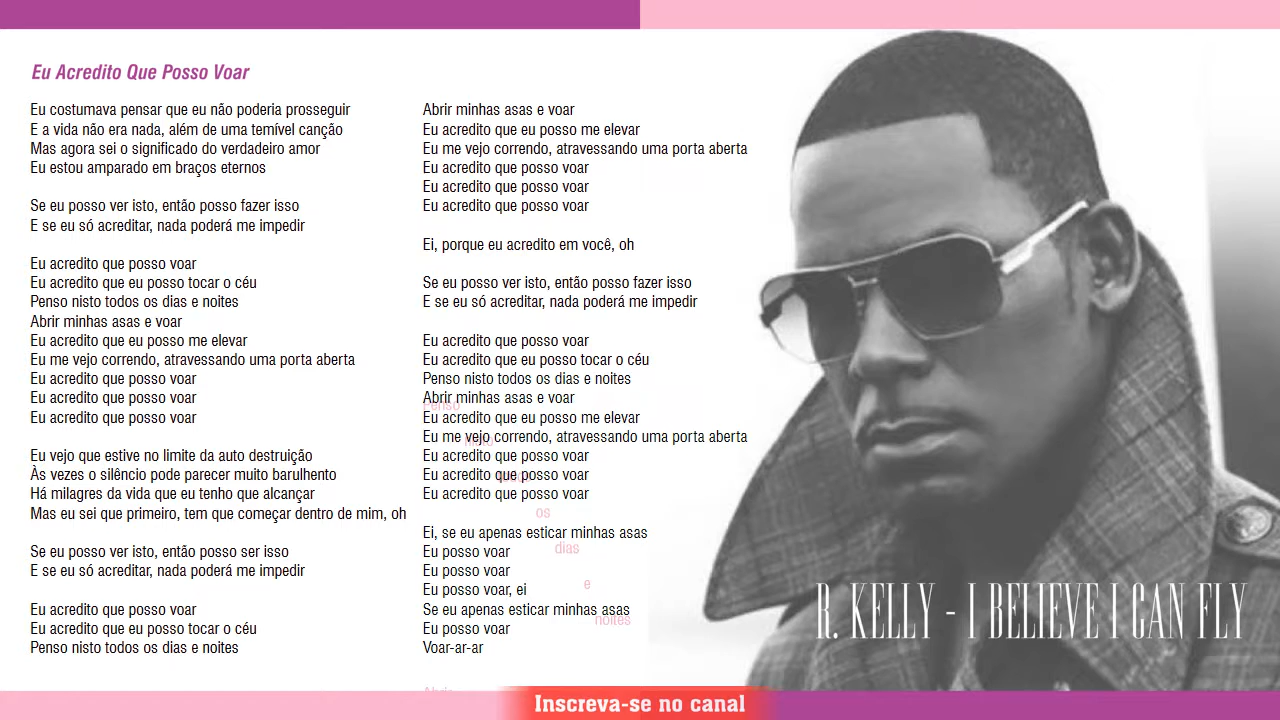 Eu Acredito Que Posso Voar
Eu costumava pensar que eu não poderia prosseguir
E a vida não era nada, além de uma temível canção
Mas agora sei o significado do verdadeiro amor
Eu estou amparado em braços eternos
Se eu posso ver isto, então posso fazer isso
E se eu só acreditar, nada poderá me impedir
Eu acredito que posso voar
Eu acredito que eu posso tocar o céu
Penso nisto todos os dias e noites
Abrir minhas asas e voar
Eu acredito que eu posso me elevar
Eu me vejo correndo, atravessando uma porta aberta
Eu acredito que posso voar
Eu acredito que posso voar
Eu acredito que posso voar
Eu vejo que estive no limite da auto destruição
Às vezes o silêncio pode parecer muito barulhento
Há milagres da vida que eu tenho que alcançar
Mas eu sei que primeiro, tem que começar dentro de mim, oh
Se eu posso ver isto, então posso ser isso
E se eu só acreditar, nada poderá me impedir
Eu acredito que posso voar
Eu acredito que eu posso tocar o céu
Penso nisto todos os dias e noites
Abrir minhas asas e voar
Eu acredito que eu posso me elevar
Eu me vejo correndo, atravessando uma porta aberta
Eu acredito que posso voar
Eu acredito que posso voar
Eu acredito que posso voar
Ei, porque eu acredito em você, oh
Se eu posso ver isto, então posso fazer isso
E se eu só acreditar, nada poderá me impedir
Eu acredito que posso voar
Eu acredito que eu posso tocar o céu
Penso nisto todos os dias e noites
Abrir minhas asas e voar
Eu acredito que eu posso me elevar
Eu me vejo correndo, atravessando uma porta aberta
Eu acredito que posso voar
Eu acredito que posso voar
Eu acredito que posso voar
Ei, se eu apenas esticar minhas asas
Eu posso voar
Eu posso voar
Eu posso voar, ei
Se eu apenas esticar minhas asas
Eu posso voar
Voar-ar-ar
Penso
os
dias
e
noites
R. KELLY - I BELIEVE I CAN FLY
Inscreva-se no canal